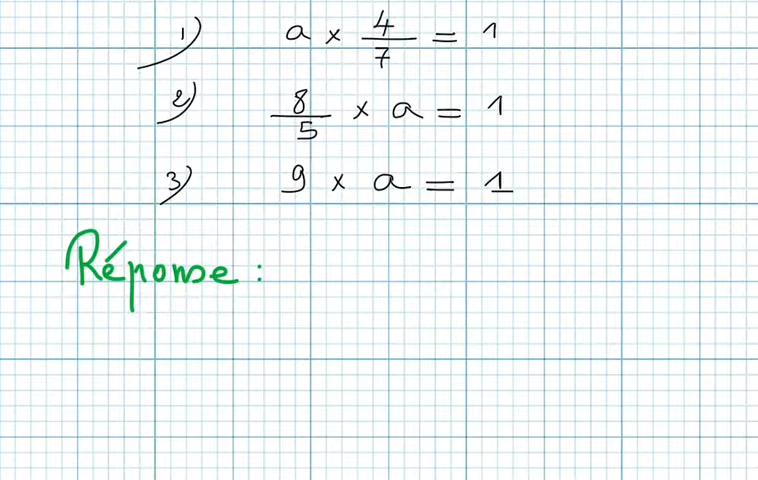 1) a × 4/7 = 1
2) 8/5 × a = 1
3) 9 × a = 1
Réponse :